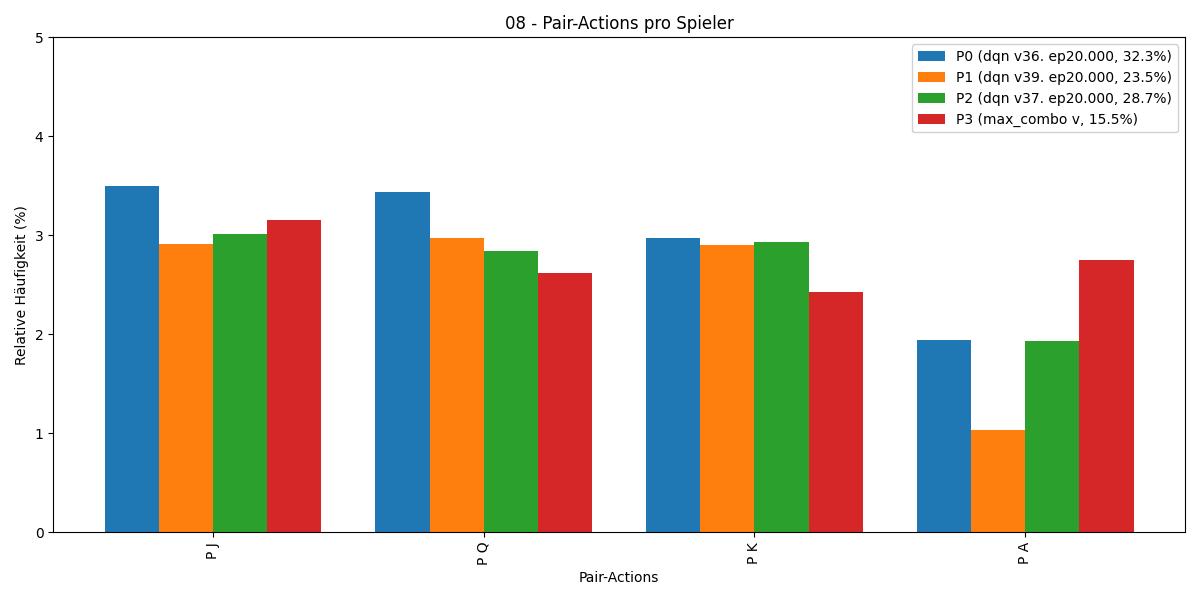 08 - Pair-Actions pro Spieler
P0 (dqn v36. ep20.000, 32.3%)
P1 (dqn v39. ep20.000, 23.5%)
P2 (dqn v37. ep20.000, 28.7%)
P3 (max_combo v, 15.5%)
Relative Häufigkeit (%)
5
4
3
2
1
0
P J
P Q
P K
P A
Pair-Actions